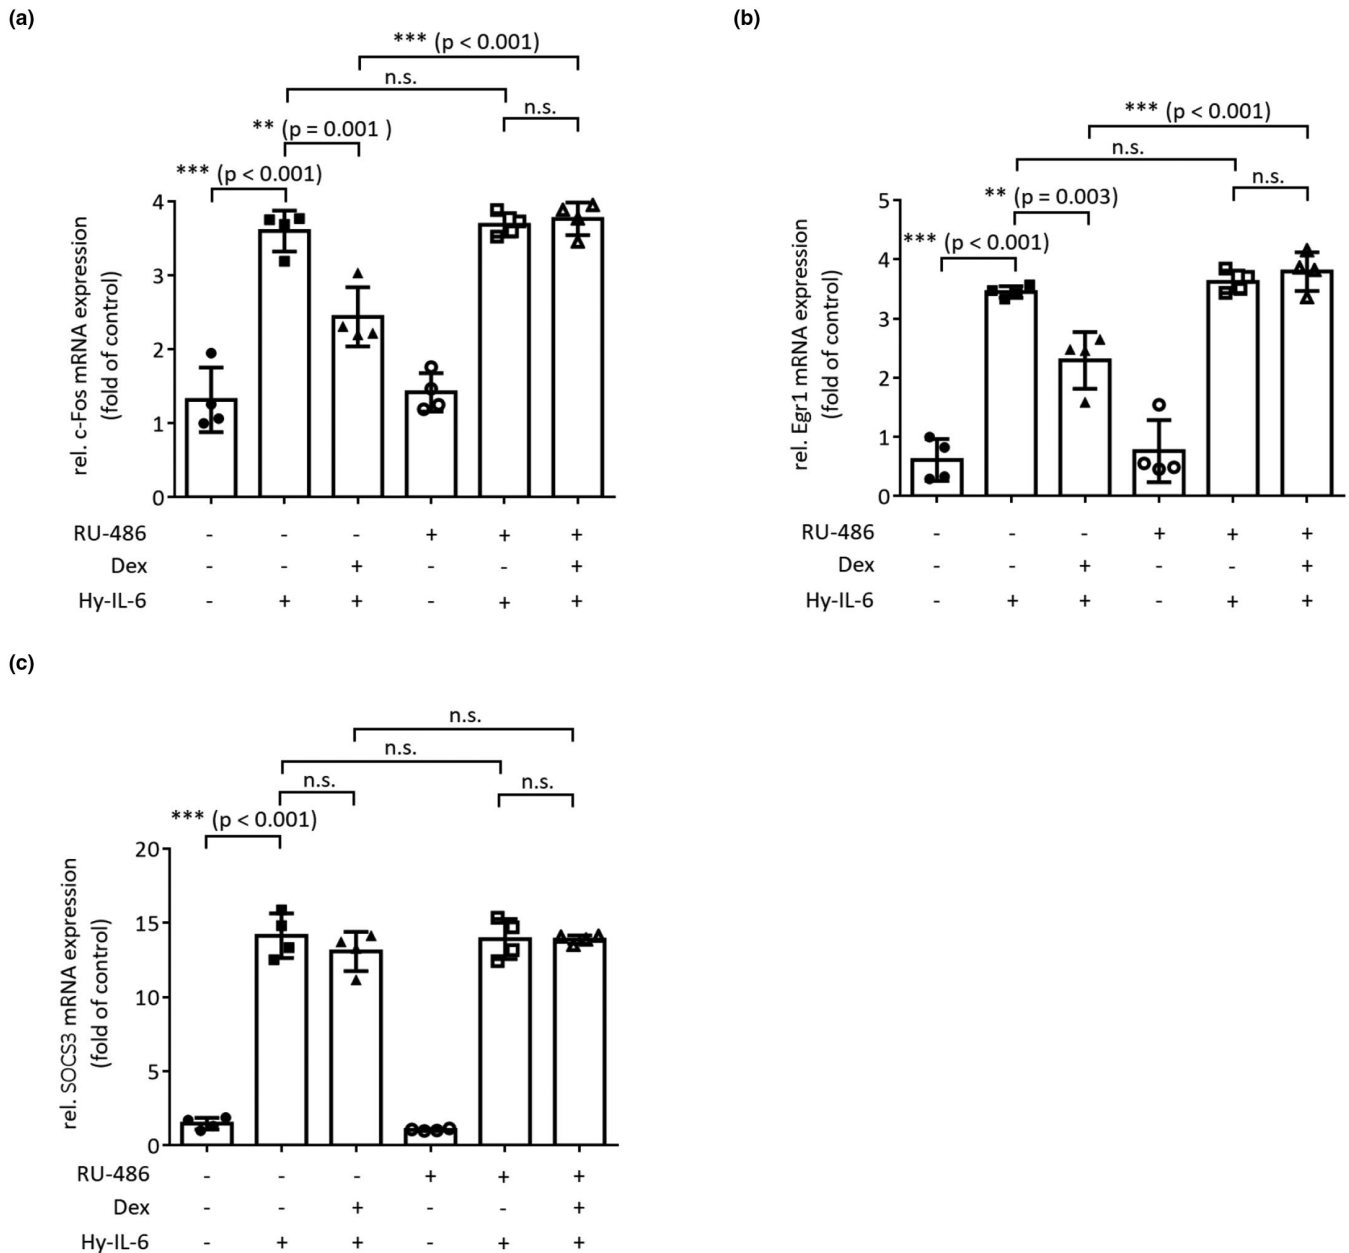 (a)
*** (p < 0.001)
n.s.
n.s.
** (p = 0.001 )
*** (p < 0.001)
rel. c-Fos mRNA expression
(fold of control)
4
3
2
1
0
RU-486 - - - + + +
Dex - - + - - +
Hy-IL-6 - + + - + +
(b)
*** (p < 0.001)
n.s.
n.s.
** (p = 0.003)
*** (p < 0.001)
rel. Egr1 mRNA expression
(fold of control)
5
4
3
2
1
0
RU-486 - - - + + +
Dex - - + - - +
Hy-IL-6 - + + - + +
(c)
n.s.
n.s.
n.s.
n.s.
*** (p < 0.001)
rel. SOCS3 mRNA expression
(fold of control)
20
15
10
5
0
RU-486 - - - + + +
Dex - - + - - +
Hy-IL-6 - + + - + +